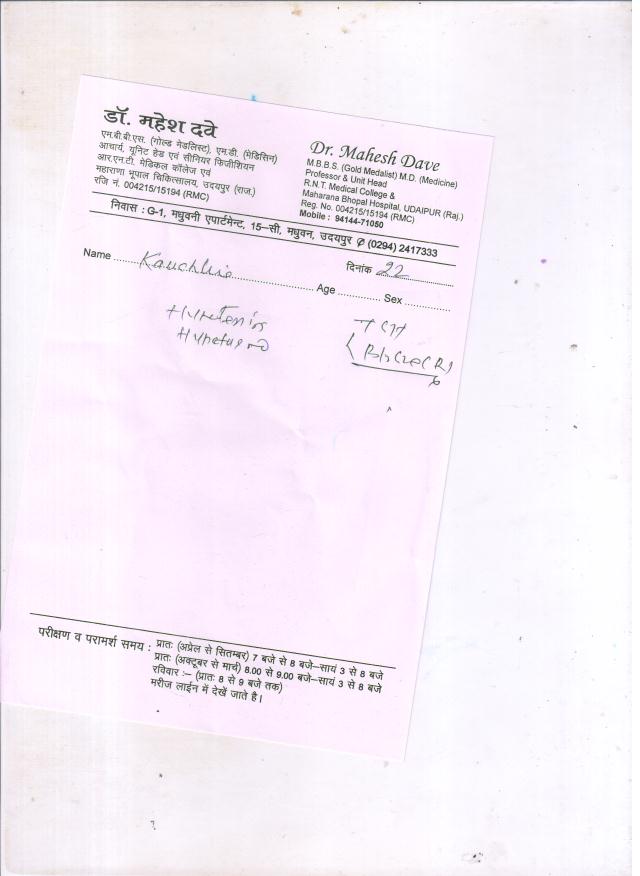 डॉ. महेश दवे
एम.बी.बी.एस. (गोल्ड मेडलिस्ट), एम.डी. (मेडिसिन)
आचार्य, यूनिट हेड एवं सीनियर फिजीशियन
आर.एन.टी. मेडिकल कॉलेज एवं
महाराणा भूपाल चिकित्सालय, उदयपुर (राज.)
रजि नं. 004215/15194 (RMC)
Dr. Mahesh Dave
M.B.B.S. (Gold Medalist) M.D. (Medicine)
Professor & Unit Head
R.N.T. Medical College &
Maharana Bhopal Hospital, UDAIPUR (Raj.)
Reg. No. 004215/15194 (RMC)
Mobile : 94144-71050
निवास : G-1, मधुवनी एपार्टमेन्ट, 15–सी, मधुवन, उदयपुर ✆ (0294) 2417333
Name
दिनांक 22
Age Sex
परीक्षण व परामर्श समय : प्रातः (अप्रेल से सितम्बर) 7 बजे से 8 बजे–सायं 3 से 8 बजे
प्रातः (अक्टूबर से मार्च) 8.00 से 9.00 बजे–सायं 3 से 8 बजे
रविवार :– (प्रातः 8 से 9 बजे तक)
मरीज लाईन में देखें जाते है।